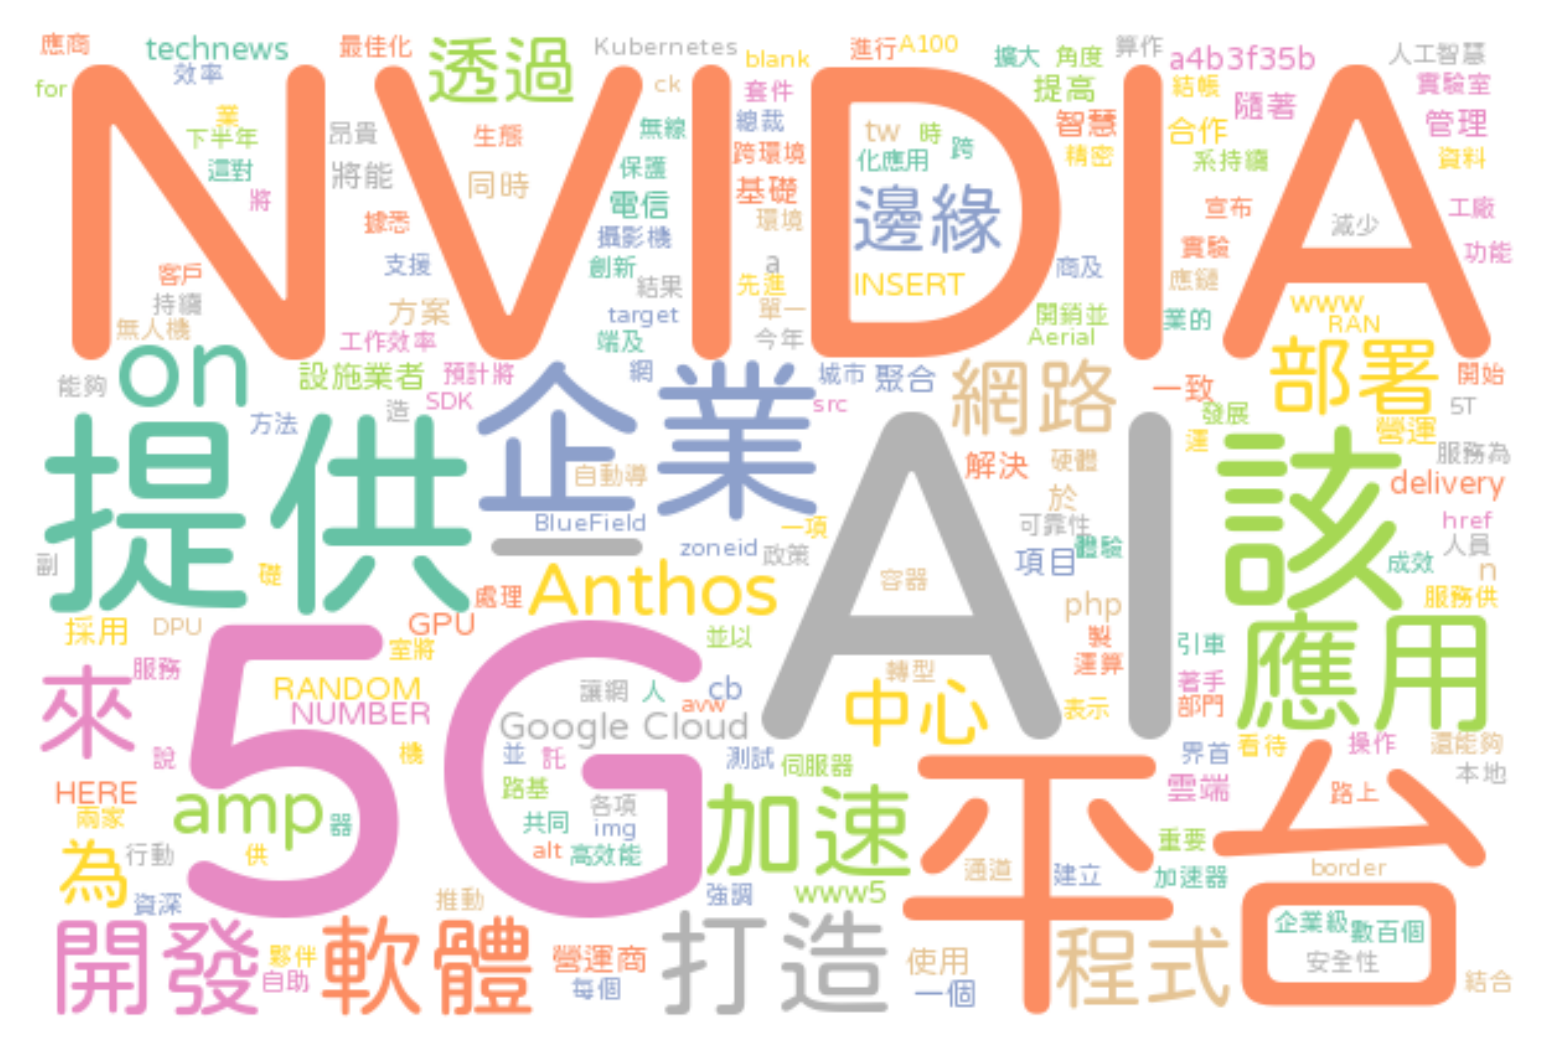 應商
technews
最佳化
透過
Kubernetes
blank
進行
A100
擴大
角度
算作
a4b3f35b
人工智慧
for
效率
ck
套件
提高
結帳
實驗室
NVIDIA
業
下半年
昂貴
生態
無線
總裁
tw
時
智慧
合作
隨著
管理
這對
將能
同時
保護
跨環境
化應用
跨
精密
系持續
資料
將
據悉
電信
基礎
邊緣
宣布
工廠
攝影機
環境
減少
客戶
支援
創新
a
商及
實驗
功能
持續
方案
結果
先進
INSERT
應鏈
無人機
target
單一
開銷並
業的
www
工作效率
端及
今年
Aerial
RAN
能夠
on
設施業者
預計將
企業
網
城市
聚合
網路
一致
部署
開始
SDK
造
src
發展
5T
方法
運
營運
提供
自動導
AI
解決
硬體
該
服務為
delivery
於
BlueField
一項
可靠性
href
副
一
zoneid
政策
項目
體驗
人員
礎
Anthos
容器
成效
n
處理
php
服務供
採用
DPU
GPU
並以
製
應用
來
服務
5G
室將
轉型
運算
引車
RANDOM
讓網
人
cb
中心
著手
NUMBER
avw
表示
部門
Google Cloud
說
機
並
託
測試
伺服器
平台
界首
看待
操作
還能夠
HERE
路基
各項
加速
雲端
路上
本地
兩家
amp
器
共同
img
重要
為
行動
供
alt
高效能
通道
建立
加速器
border
資深
推動
強調
www5
開發
夥伴
軟體
營運商
打造
使用
程式
企業級
數百個
自助
每個
一個
安全性
結合